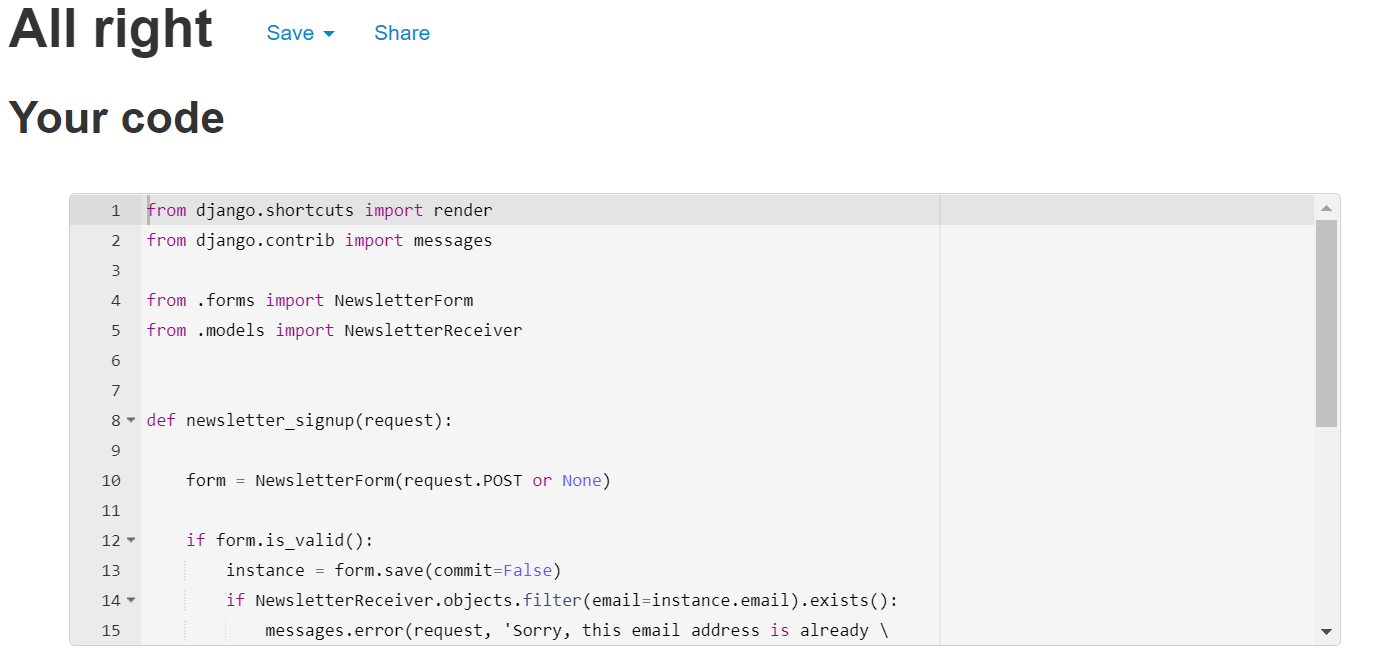 All right Save Share
Your code
1 from django.shortcuts import render
2 from django.contrib import messages
3
4 from .forms import NewsletterForm
5 from .models import NewsletterReceiver
6
7
8 def newsletter_signup(request):
9
10     form = NewsletterForm(request.POST or None)
11
12     if form.is_valid():
13         instance = form.save(commit=False)
14         if NewsletterReceiver.objects.filter(email=instance.email).exists():
15             messages.error(request, 'Sorry, this email address is already \